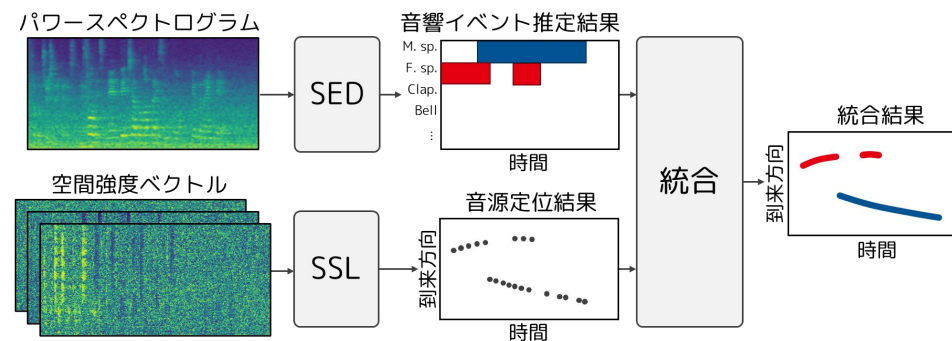 パワースペクトログラム
SED
音響イベント推定結果
M. sp.
F. sp.
Clap.
Bell
⋮
時間
空間強度ベクトル
SSL
音源定位結果
到来方向
時間
統合
統合結果
到来方向
時間